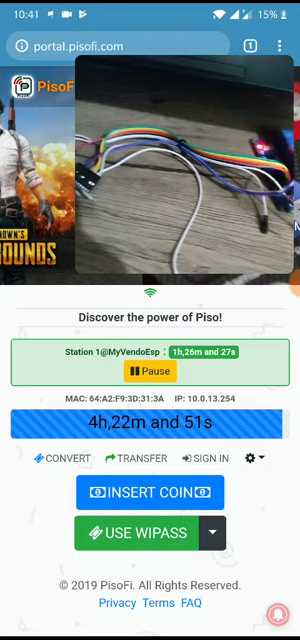 10:41
15%
portal.pisofi.com
1
PisoF
OWN'S
OUNDS
Discover the power of Piso!
Station 1@MyVendoEsp : 1h,26m and 27s
Pause
MAC: 64:A2:F9:3D:31:3A IP: 10.0.13.254
4h,22m and 51s
CONVERT TRANSFER SIGN IN
INSERT COIN
USE WIPASS
© 2019 PisoFi. All Rights Reserved.
Privacy Terms FAQ